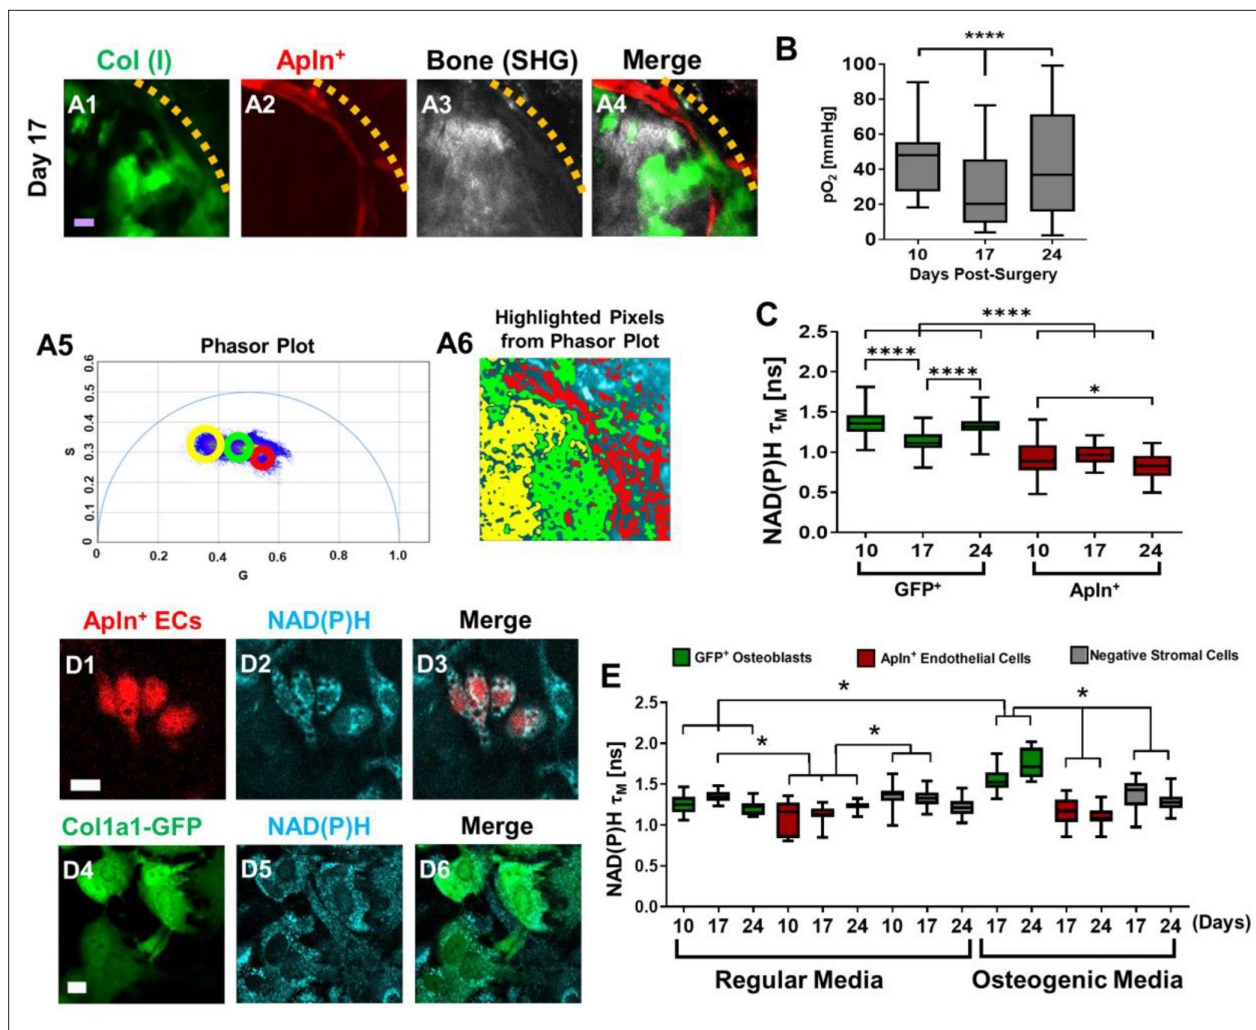 Col (I)
Apln⁺
Bone (SHG)
Merge
Day 17
A1
A2
A3
A4
B
****
100
80
60
40
20
0
pO₂ [mmHg]
10 17 24
Days Post-Surgery
A5
Phasor Plot
0.6
0.5
0.4
0.3
0.2
0.1
0
S
0 0.2 0.4 0.6 0.8 1.0
G
A6
Highlighted Pixels
from Phasor Plot
C
****
**** ****
*
2.5
2.0
1.5
1.0
0.5
0.0
NAD(P)H τM [ns]
10 17 24 10 17 24
GFP⁺ Apln⁺
Apln⁺ ECs
NAD(P)H
Merge
D1
D2
D3
Col1a1-GFP
NAD(P)H
Merge
D4
D5
D6
GFP⁺ Osteoblasts
Apln⁺ Endothelial Cells
Negative Stromal Cells
E
* *
* *
2.5
2.0
1.5
1.0
0.5
0.0
NAD(P)H τM [ns]
10 17 24 10 17 24 10 17 24 17 24 17 24 17 24 (Days)
Regular Media Osteogenic Media